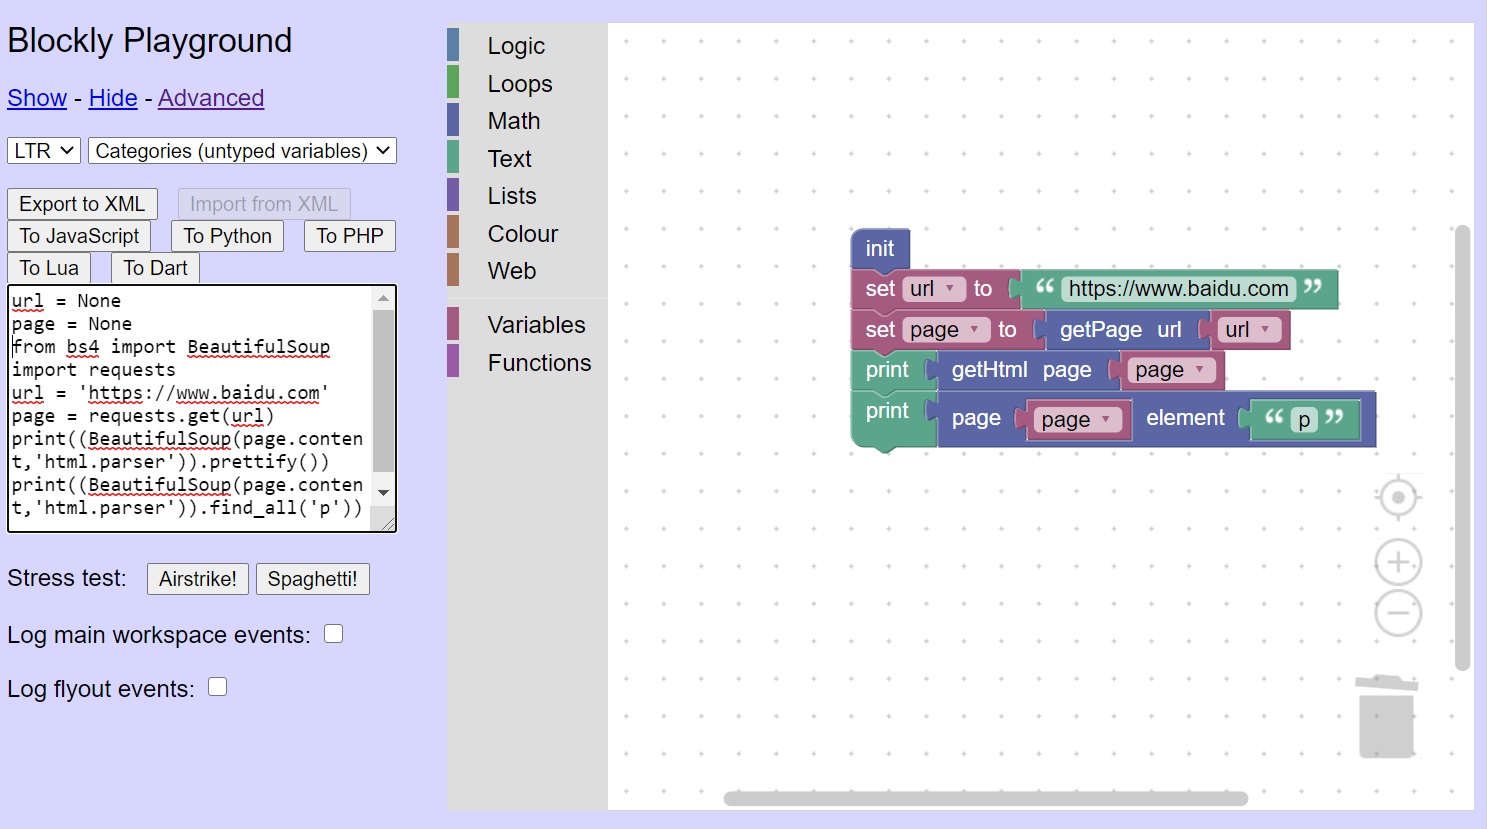 Blockly Playground
Show - Hide - Advanced
LTR Categories (untyped variables)
Export to XML Import from XML
To JavaScript To Python To PHP
To Lua To Dart
url = None
page = None
from bs4 import BeautifulSoup
import requests
url = 'https://www.baidu.com'
page = requests.get(url)
print((BeautifulSoup(page.conten
t,'html.parser')).prettify())
print((BeautifulSoup(page.conten
t,'html.parser')).find_all('p'))
Stress test: Airstrike! Spaghetti!
Log main workspace events:
Log flyout events:
Logic
Loops
Math
Text
Lists
Colour
Web
Variables
Functions
init
set url to “ https://www.baidu.com ”
set page to getPage url url
print getHtml page page
print page page element “ p ”